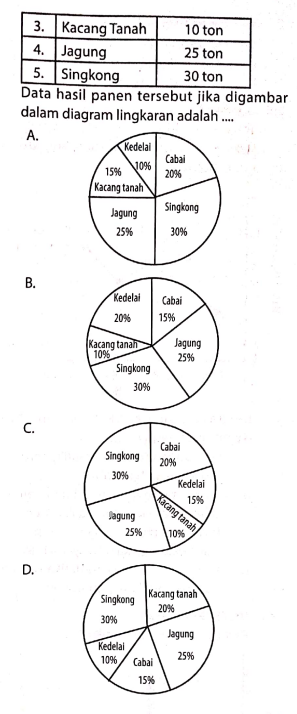 3. Kacang Tanah 10 ton
4. Jagung 25 ton
5. Singkong 30 ton
Data hasil panen tersebut jika digambar
dalam diagram lingkaran adalah ....
A.
Kedelai
10%
Cabai
20%
15%
Kacang tanah
Jagung
25%
Singkong
30%
B.
Kedelai
20%
Cabai
15%
Kacang tanah
10%
Jagung
25%
Singkong
30%
C.
Singkong
30%
Cabai
20%
Kedelai
15%
Kacang tanah
10%
Jagung
25%
D.
Singkong
30%
Kacang tanah
20%
Jagung
25%
Kedelai
10%
Cabai
15%